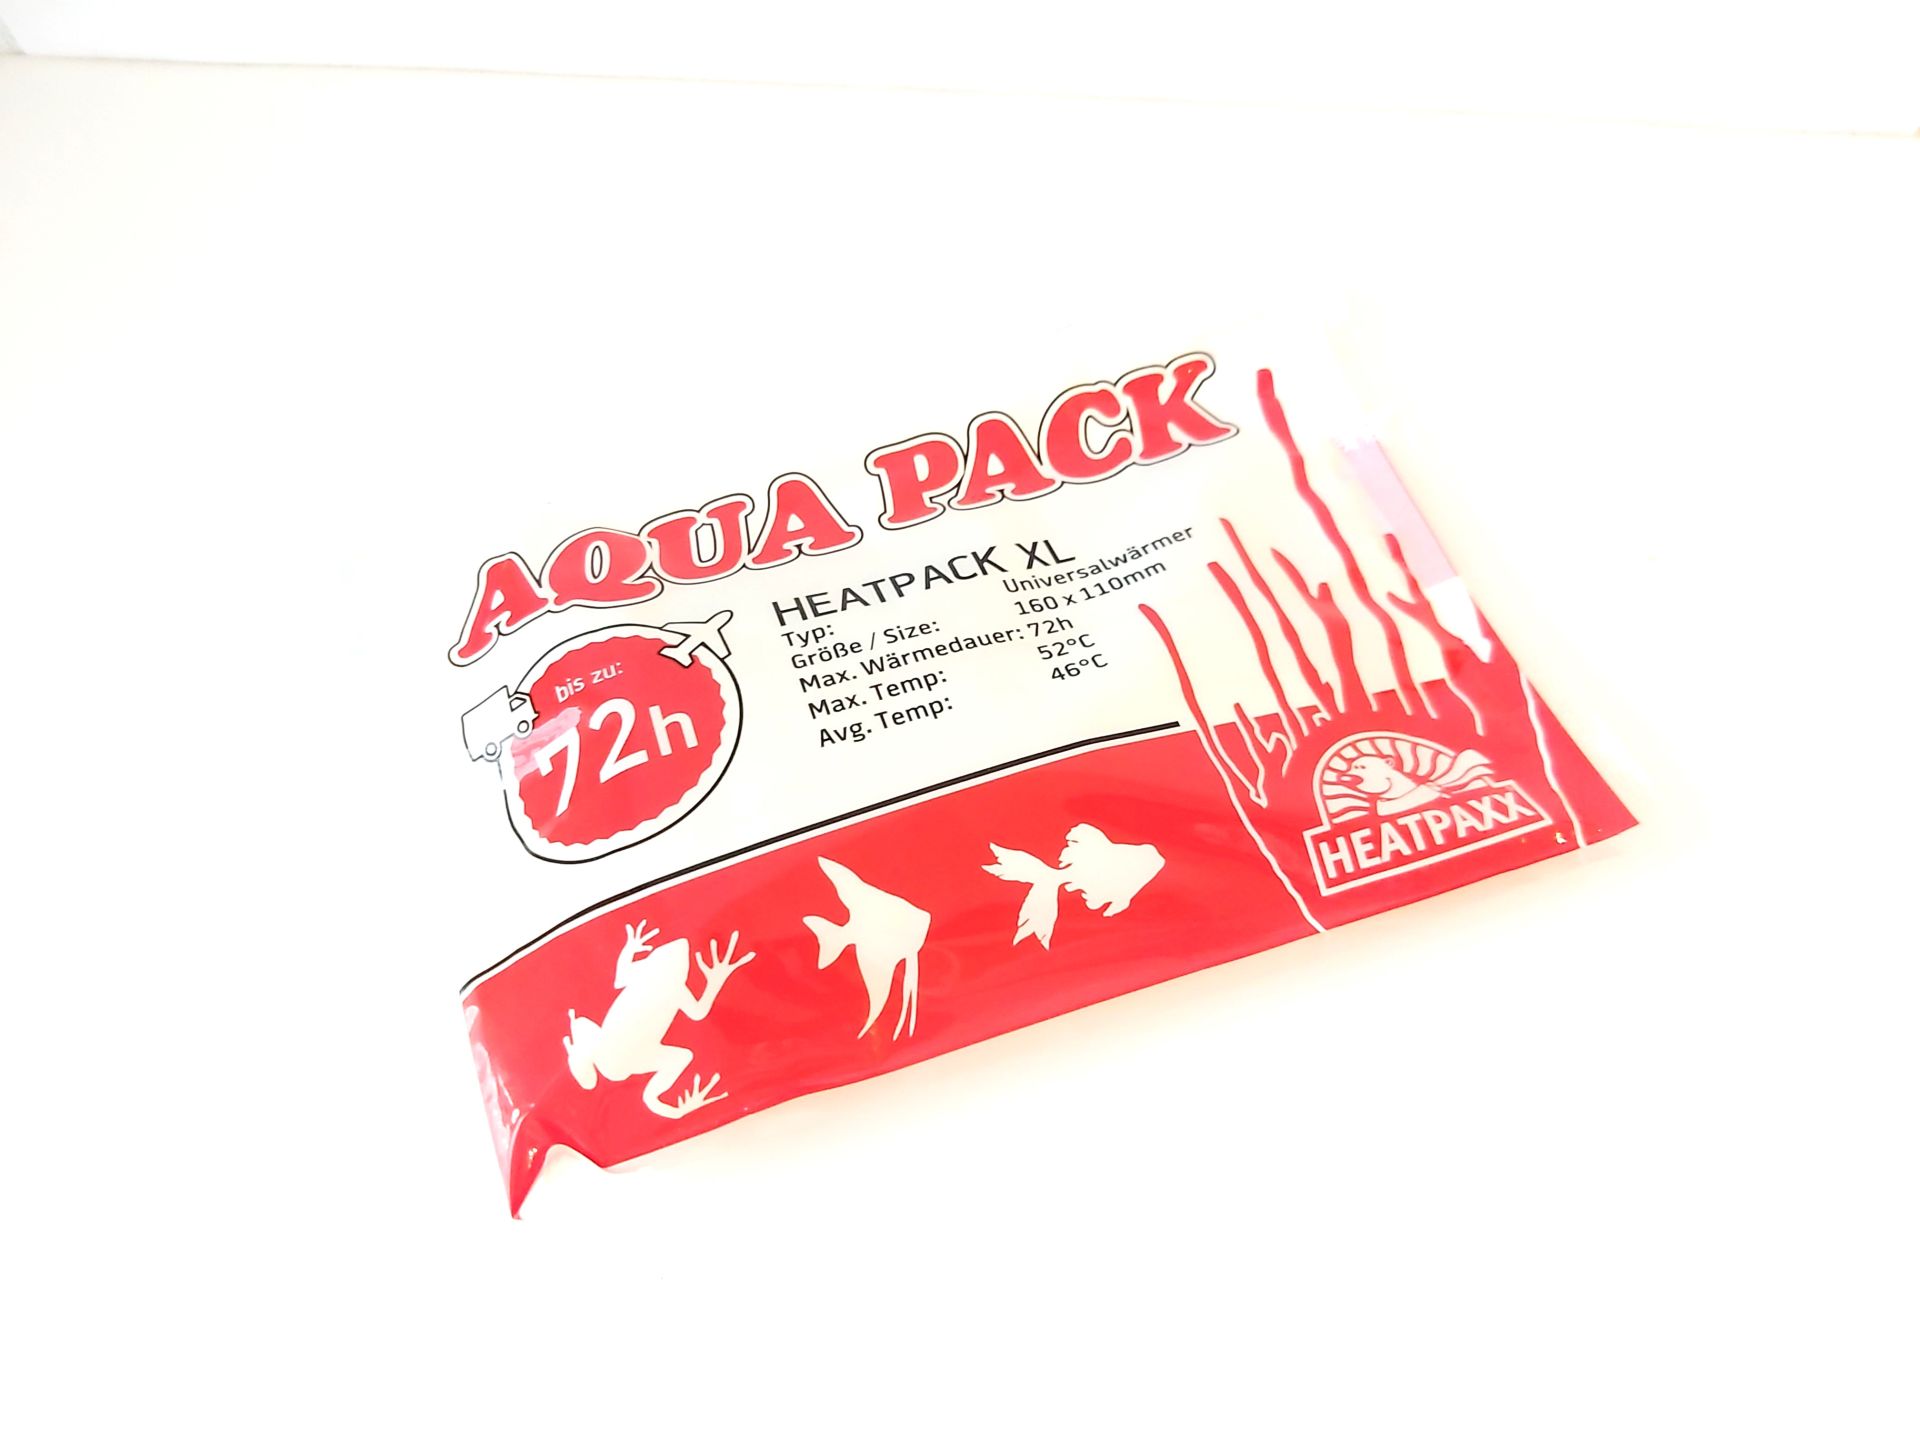 AQUA PACK
HEATPACK XL
Typ: Universalwärmer
Größe / Size: 160 x 110mm
Max. Wärmedauer: 72h
Max. Temp: 52°C
Avg. Temp: 46°C
bis zu:
72h
HEATPAXX